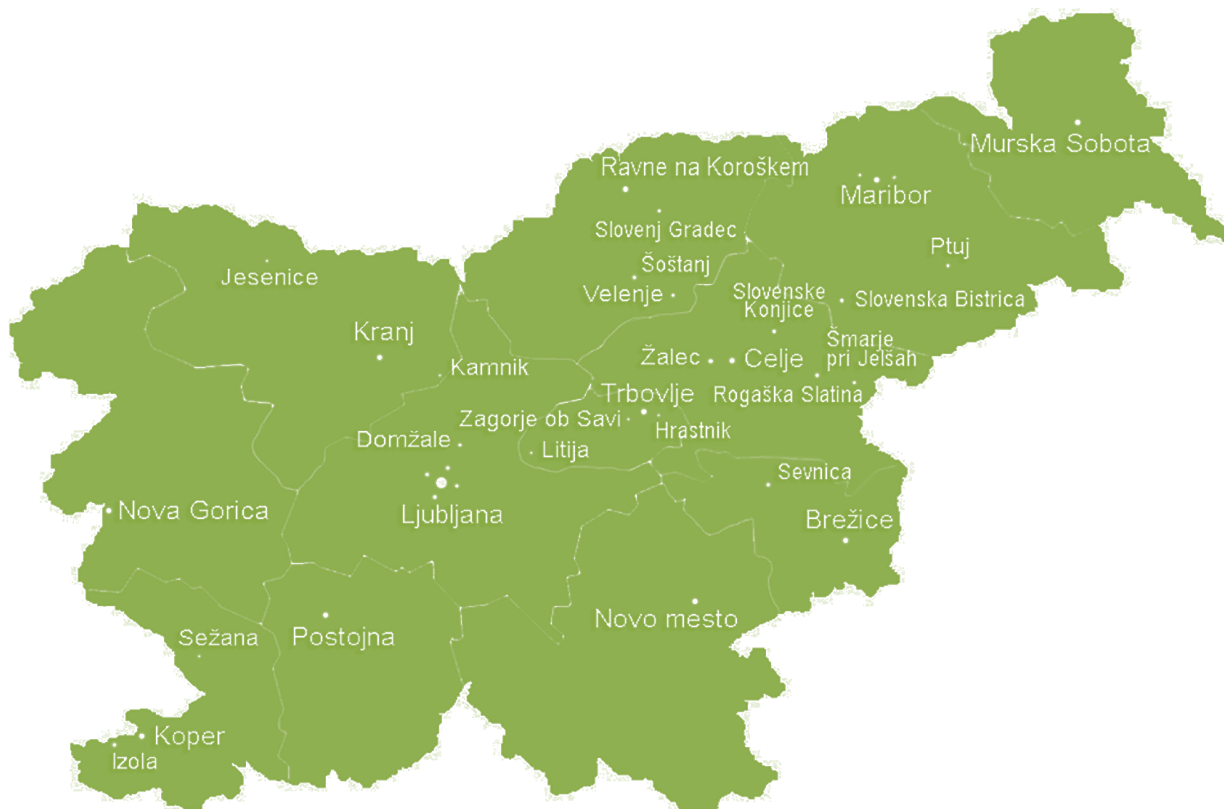 Murska Sobota
Ravne na Koroškem
Maribor
Slovenj Gradec
Ptuj
Šoštanj
Jesenice
Velenje
Slovenske
Konjice
Slovenska Bistrica
Kranj
Šmarje
pri Jelšah
Žalec
Celje
Kamnik
Trbovlje
Rogaška Slatina
Zagorje ob Savi
Hrastnik
Domžale
Litija
Sevnica
Nova Gorica
Ljubljana
Brežice
Novo mesto
Sežana
Postojna
Koper
Izola